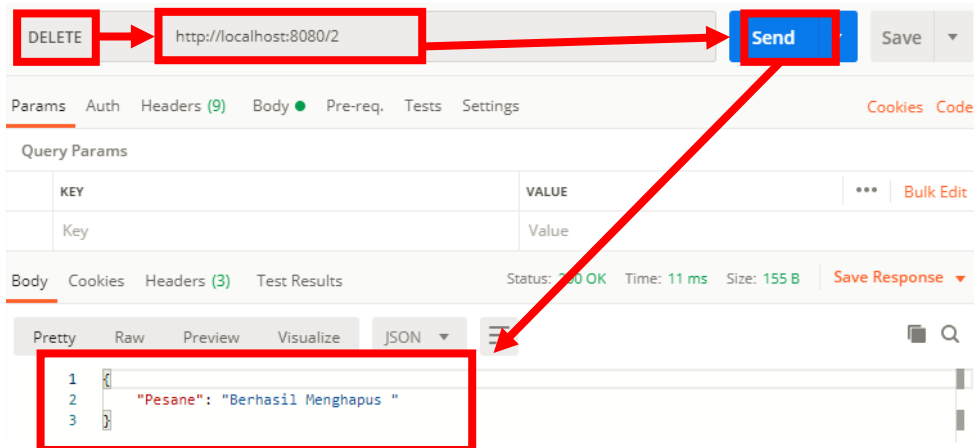 DELETE http://localhost:8080/2 Send Save
Params Auth Headers (9) Body Pre-req. Tests Settings Cookies Code
Query Params
KEY VALUE ••• Bulk Edit
Key Value
Body Cookies Headers (3) Test Results Status: 200 OK Time: 11 ms Size: 155 B Save Response
Pretty Raw Preview Visualize JSON
1 {
2 "Pesane": "Berhasil Menghapus "
3 }